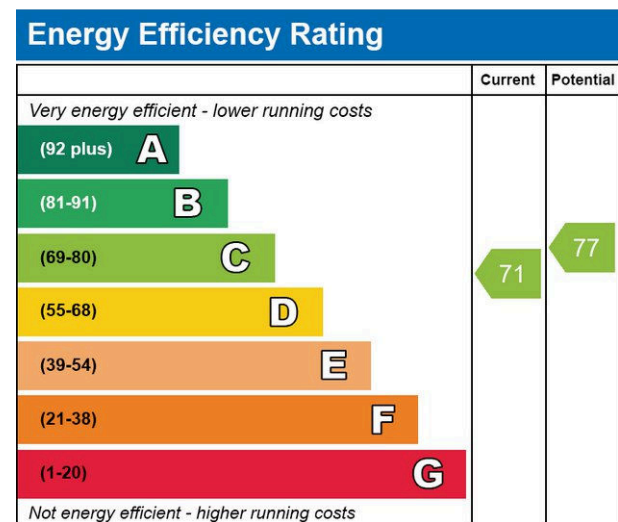 Energy Efficiency Rating
Current Potential
Very energy efficient - lower running costs
(92 plus) A
(81-91) B
(69-80) C
71 77
(55-68) D
(39-54) E
(21-38) F
(1-20) G
Not energy efficient - higher running costs